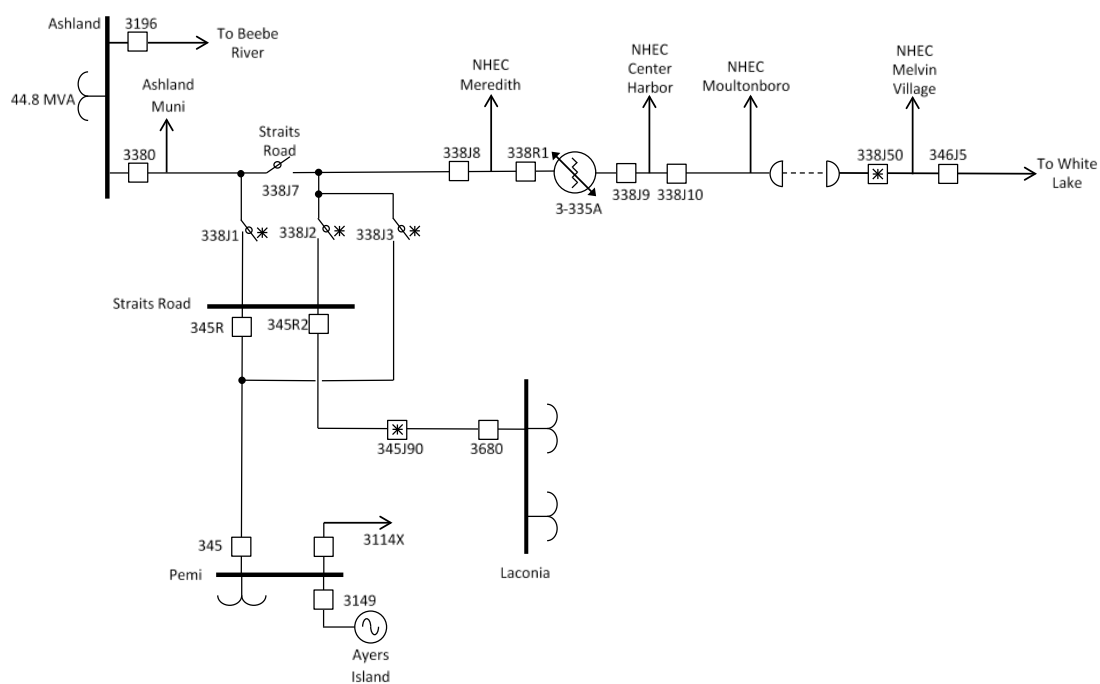 Ashland
3196
To Beebe
River
44.8 MVA
Ashland
Muni
3380
Straits
Road
338J7
NHEC
Meredith
338J8
338R1
3-335A
NHEC
Center
Harbor
338J9
338J10
NHEC
Moultonboro
NHEC
Melvin
Village
338J50
346J5
To White
Lake
338J1
338J2
338J3
Straits Road
345R
345R2
345J90
3680
Laconia
345
3114X
Pemi
3149
Ayers
Island